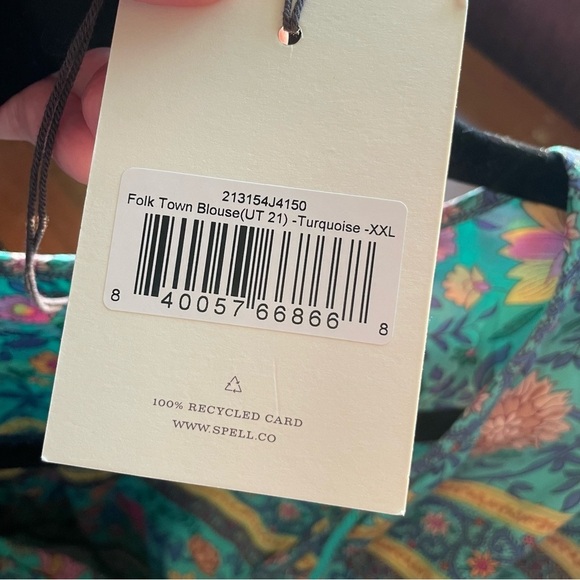 213154J4150
Folk Town Blouse(UT 21) -Turquoise -XXL
8 40057 66866 8
100% RECYCLED CARD
WWW.SPELL.CO